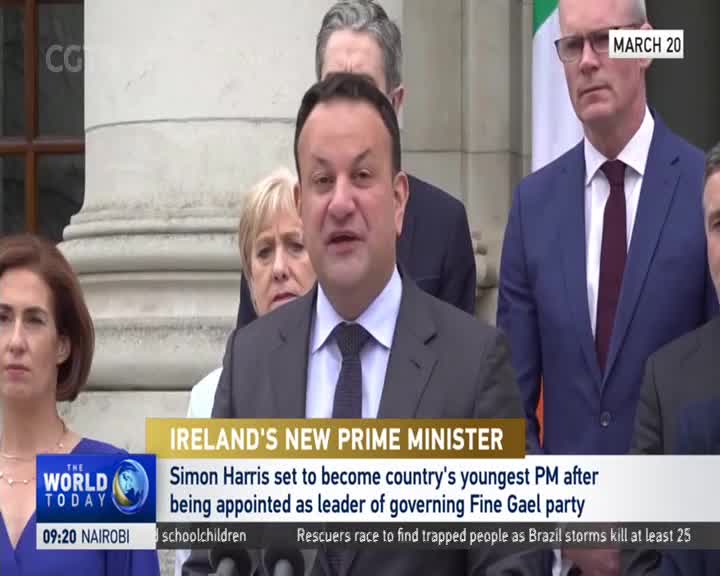 CGT
MARCH 20
IRELAND'S NEW PRIME MINISTER
Simon Harris set to become country's youngest PM after
being appointed as leader of governing Fine Gael party
THE
WORLD
TODAY
09:20 NAIROBI
d schoolchildren Rescuers race to find trapped people as Brazil storms kill at least 25